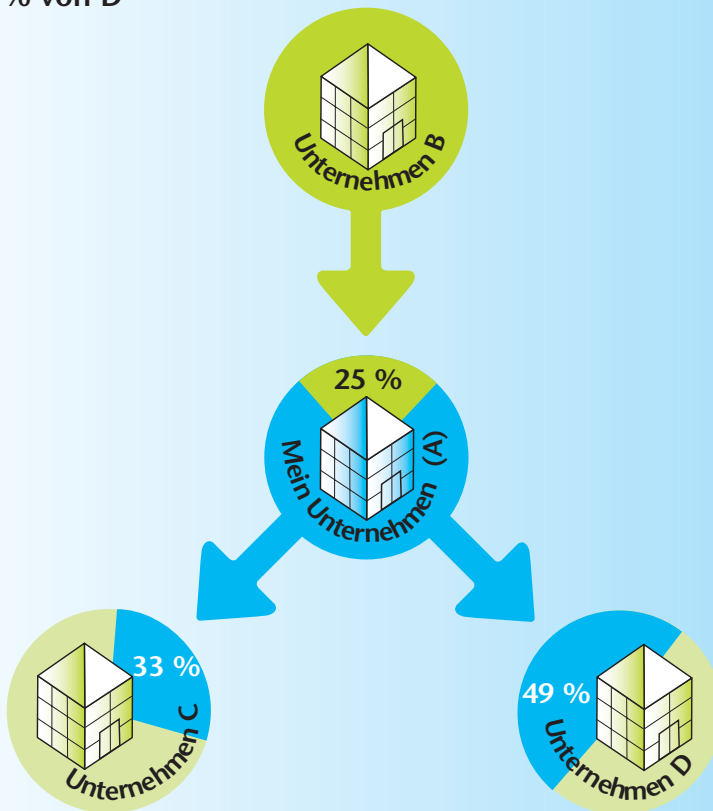 % von D
Unternehmen B
25 %
Mein Unternehmen (A)
33 %
Unternehmen C
49 %
Unternehmen D